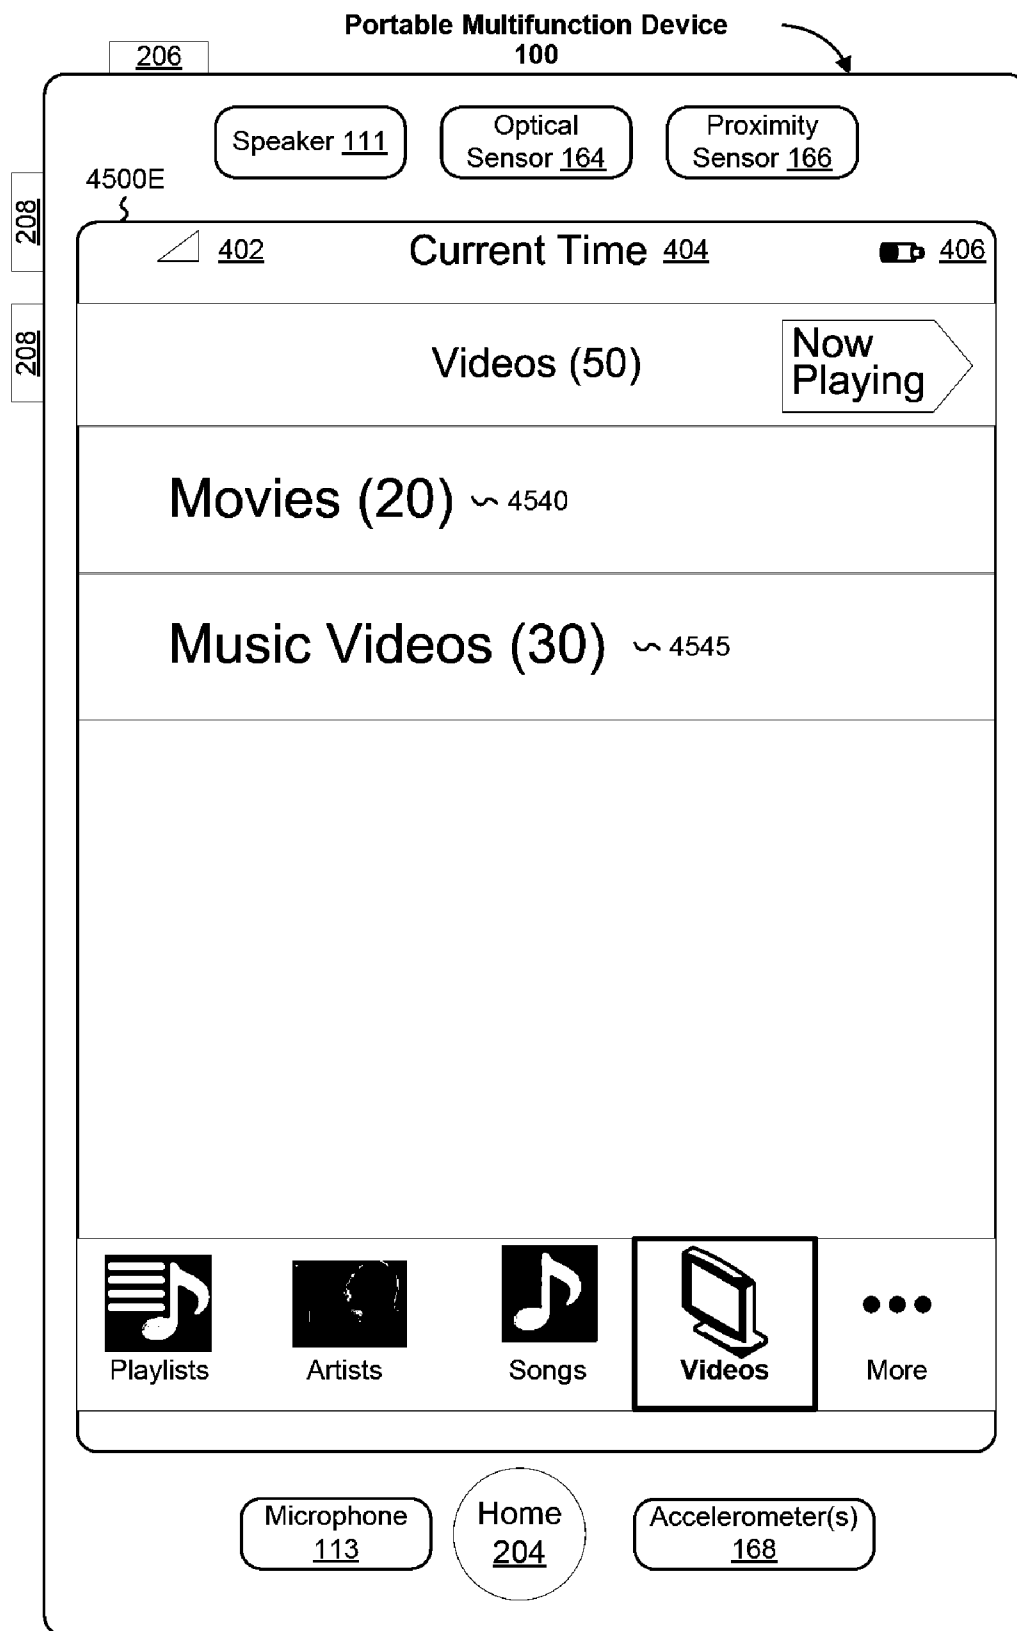 Portable Multifunction Device
100
206
Speaker 111
Optical
Sensor 164
Proximity
Sensor 166
4500E
208
208
402
Current Time 404
406
Videos (50)
Now
Playing
Movies (20)
4540
Music Videos (30)
4545
Playlists
Artists
Songs
Videos
More
Microphone
113
Home
204
Accelerometer(s)
168